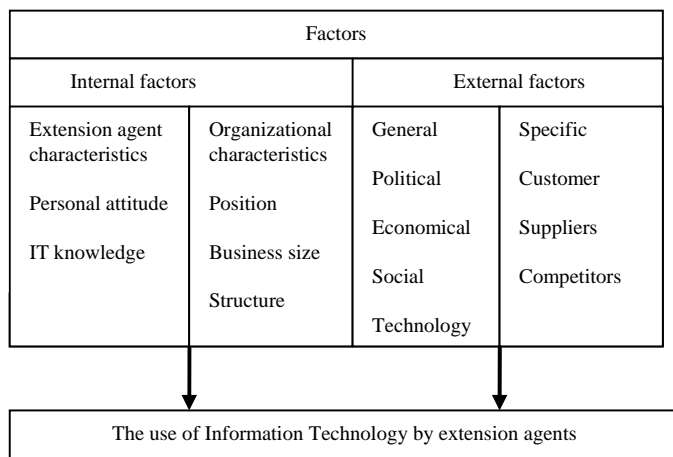 Factors
Internal factors
External factors
Extension agent
characteristics
Personal attitude
IT knowledge
Organizational
characteristics
Position
Business size
Structure
General
Political
Economical
Social
Technology
Specific
Customer
Suppliers
Competitors
The use of Information Technology by extension agents